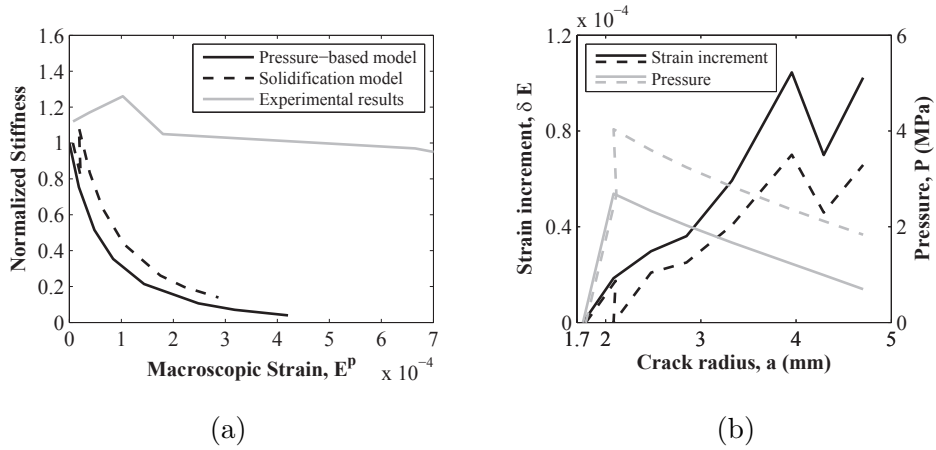 1.6
1.4
1.2
1
0.8
0.6
0.4
0.2
0
Normalized Stiffness
Pressure−based model
Solidification model
Experimental results
0 1 2 3 4 5 6 7
Macroscopic Strain, Eᵖ
x 10⁻⁴
(a)
x 10⁻⁴
1.2
0.8
0.4
0
Strain increment, δ E
Strain increment
Pressure
6
4
2
0
Pressure, P (MPa)
1.7 2 3 4 5
Crack radius, a (mm)
(b)